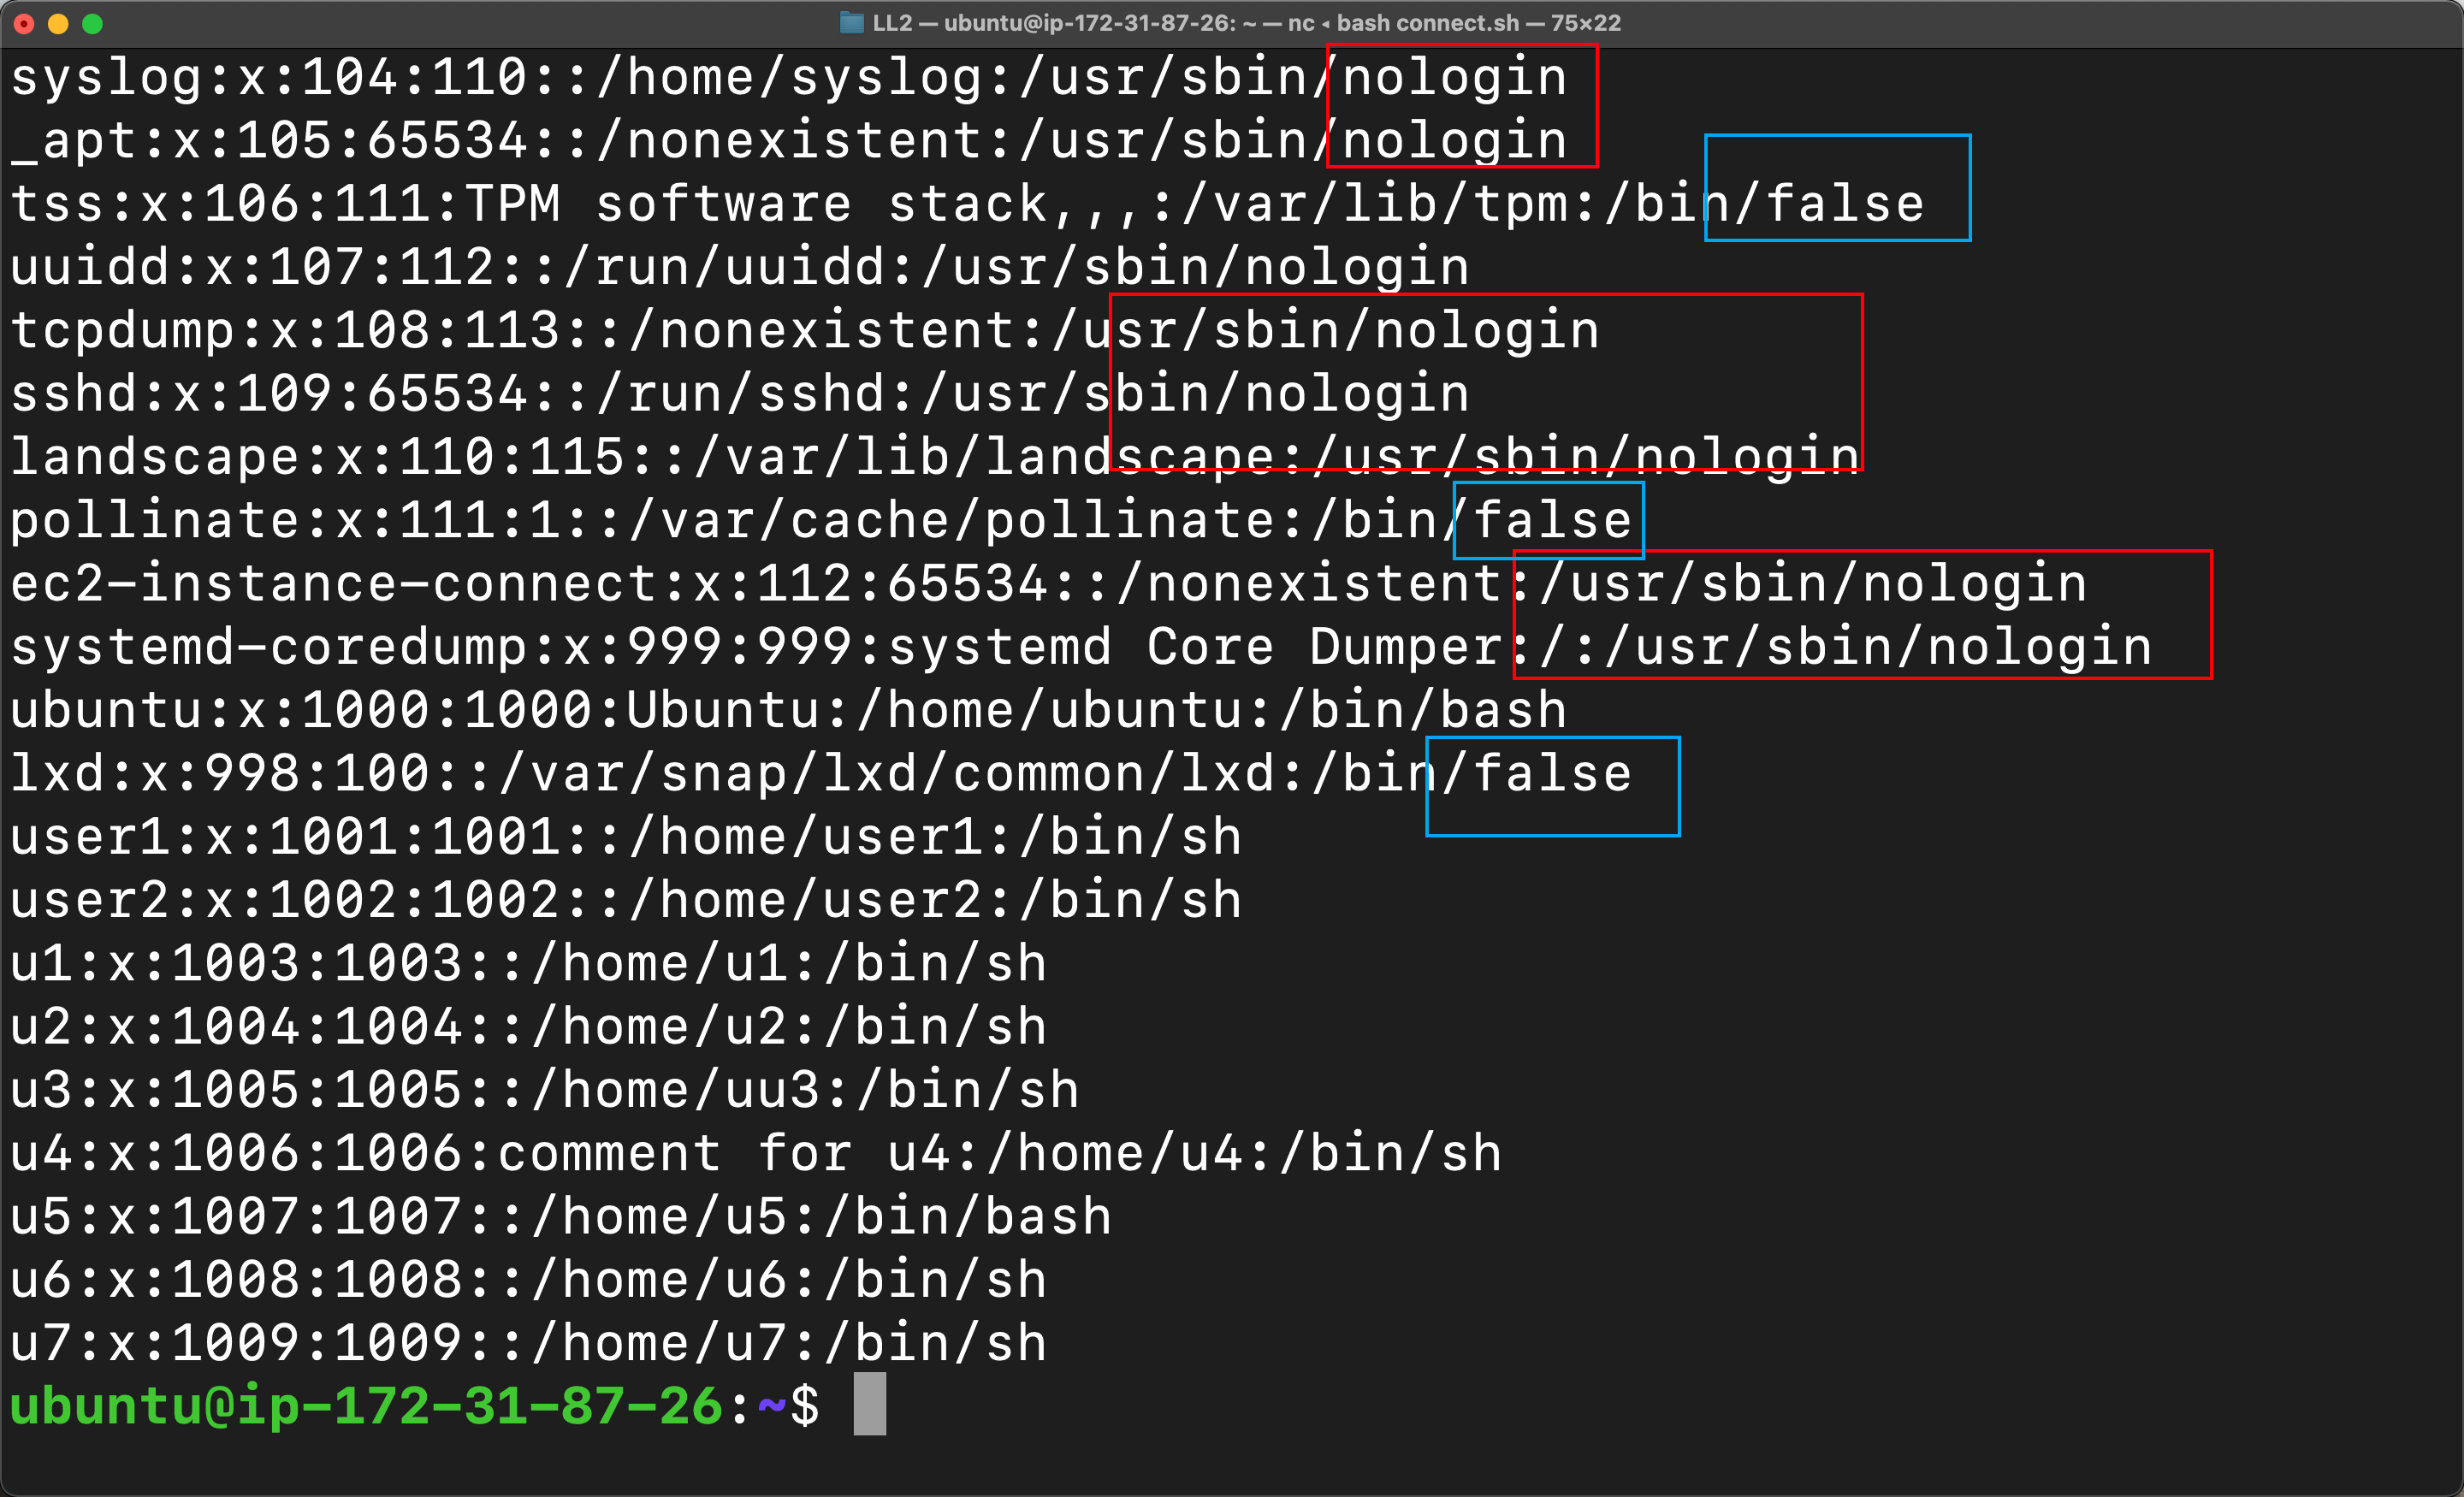 LL2 — ubuntu@ip-172-31-87-26: ~ — nc ◂ bash connect.sh — 75×22
syslog:x:104:110::/home/syslog:/usr/sbin/nologin
_apt:x:105:65534::/nonexistent:/usr/sbin/nologin
tss:x:106:111:TPM software stack,,,:/var/lib/tpm:/bin/false
uuidd:x:107:112::/run/uuidd:/usr/sbin/nologin
tcpdump:x:108:113::/nonexistent:/usr/sbin/nologin
sshd:x:109:65534::/run/sshd:/usr/sbin/nologin
landscape:x:110:115::/var/lib/landscape:/usr/sbin/nologin
pollinate:x:111:1::/var/cache/pollinate:/bin/false
ec2-instance-connect:x:112:65534::/nonexistent:/usr/sbin/nologin
systemd-coredump:x:999:999:systemd Core Dumper:/:/usr/sbin/nologin
ubuntu:x:1000:1000:Ubuntu:/home/ubuntu:/bin/bash
lxd:x:998:100::/var/snap/lxd/common/lxd:/bin/false
user1:x:1001:1001::/home/user1:/bin/sh
user2:x:1002:1002::/home/user2:/bin/sh
u1:x:1003:1003::/home/u1:/bin/sh
u2:x:1004:1004::/home/u2:/bin/sh
u3:x:1005:1005::/home/uu3:/bin/sh
u4:x:1006:1006:comment for u4:/home/u4:/bin/sh
u5:x:1007:1007::/home/u5:/bin/bash
u6:x:1008:1008::/home/u6:/bin/sh
u7:x:1009:1009::/home/u7:/bin/sh
ubuntu@ip-172-31-87-26:~$